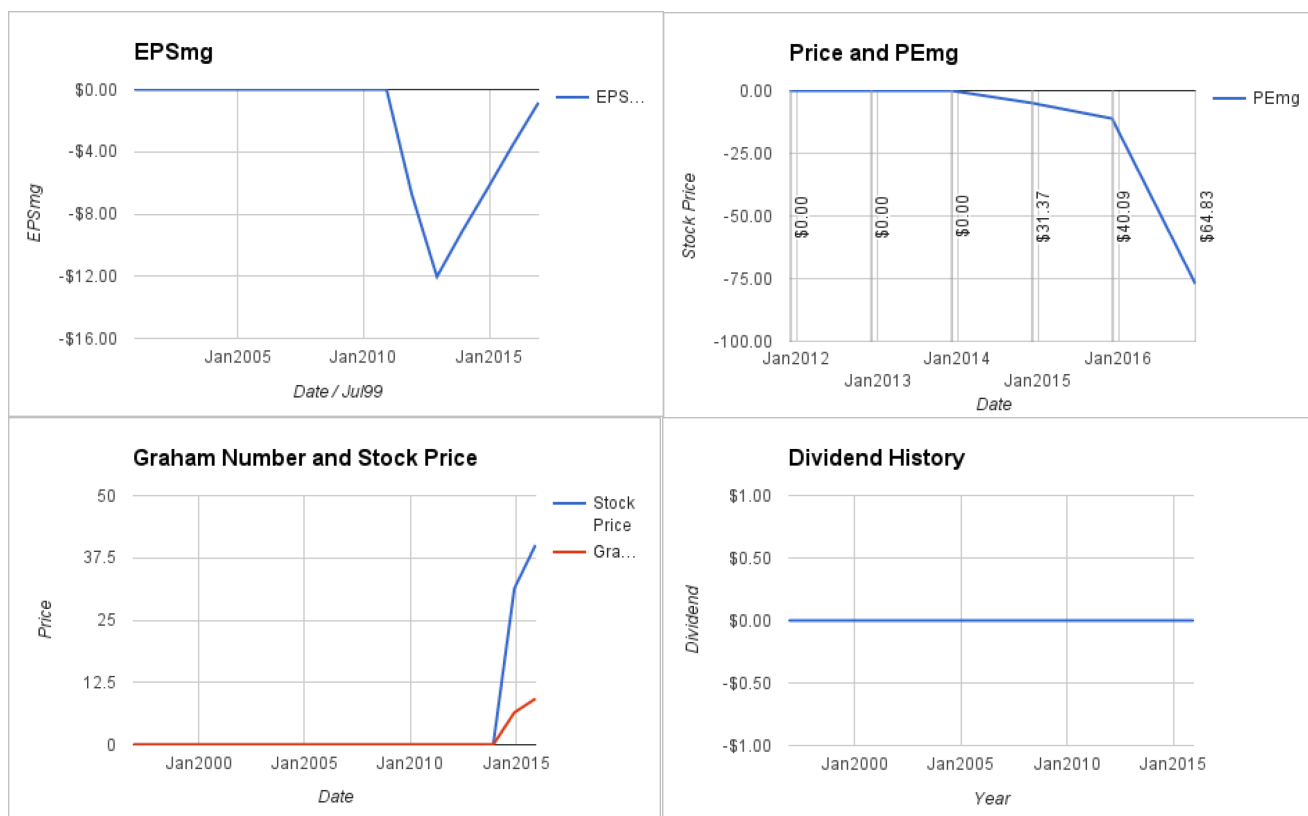 EPSmg
$0.00
-$4.00
-$8.00
-$12.00
-$16.00
EPSmg
Jan2005
Jan2010
Jan2015
Date / Jul99
EPS…
Price and PEmg
0.00
-25.00
-50.00
-75.00
-100.00
Stock Price
$0.00
$0.00
$0.00
$31.37
$40.09
$64.83
Jan2012
Jan2013
Jan2014
Jan2015
Jan2016
Date
PEmg
Graham Number and Stock Price
50
37.5
25
12.5
0
Price
Jan2000
Jan2005
Jan2010
Jan2015
Date
Stock
Price
Gra…
Dividend History
$1.00
$0.50
$0.00
-$0.50
-$1.00
Dividend
Jan2000
Jan2005
Jan2010
Jan2015
Year